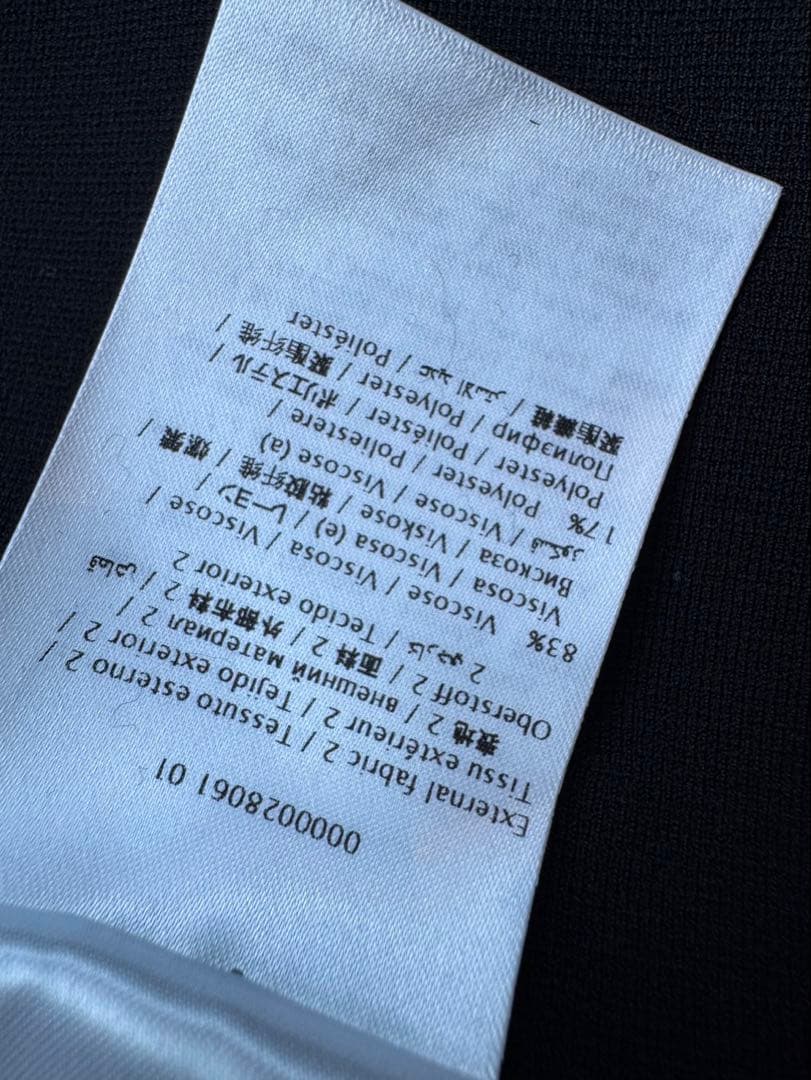 0000028061 01
External fabric 2 / Tessuto esterno 2 /
Tissu extérieur 2 / Tejido exterior 2 /
表地 2 / внешний материал 2 /
Oberstoff 2 / 面料 2 / 外部布料 2 / قماش
خارجي 2 / Tecido exterior 2
83% Viscose / Viscosa / Viscose /
Viscosa / Viscosa (e) / レーヨン /
Вискоза / Viskose / 粘胶纤维 / 嫘縈 /
فسكوز / Viscose (a)
17% Polyester / Poliestere /
Polyester / Poliéster / ポリエステル /
Полиэфир / Polyester / 聚酯纤维 /
聚酯纖維 / / Poliéster